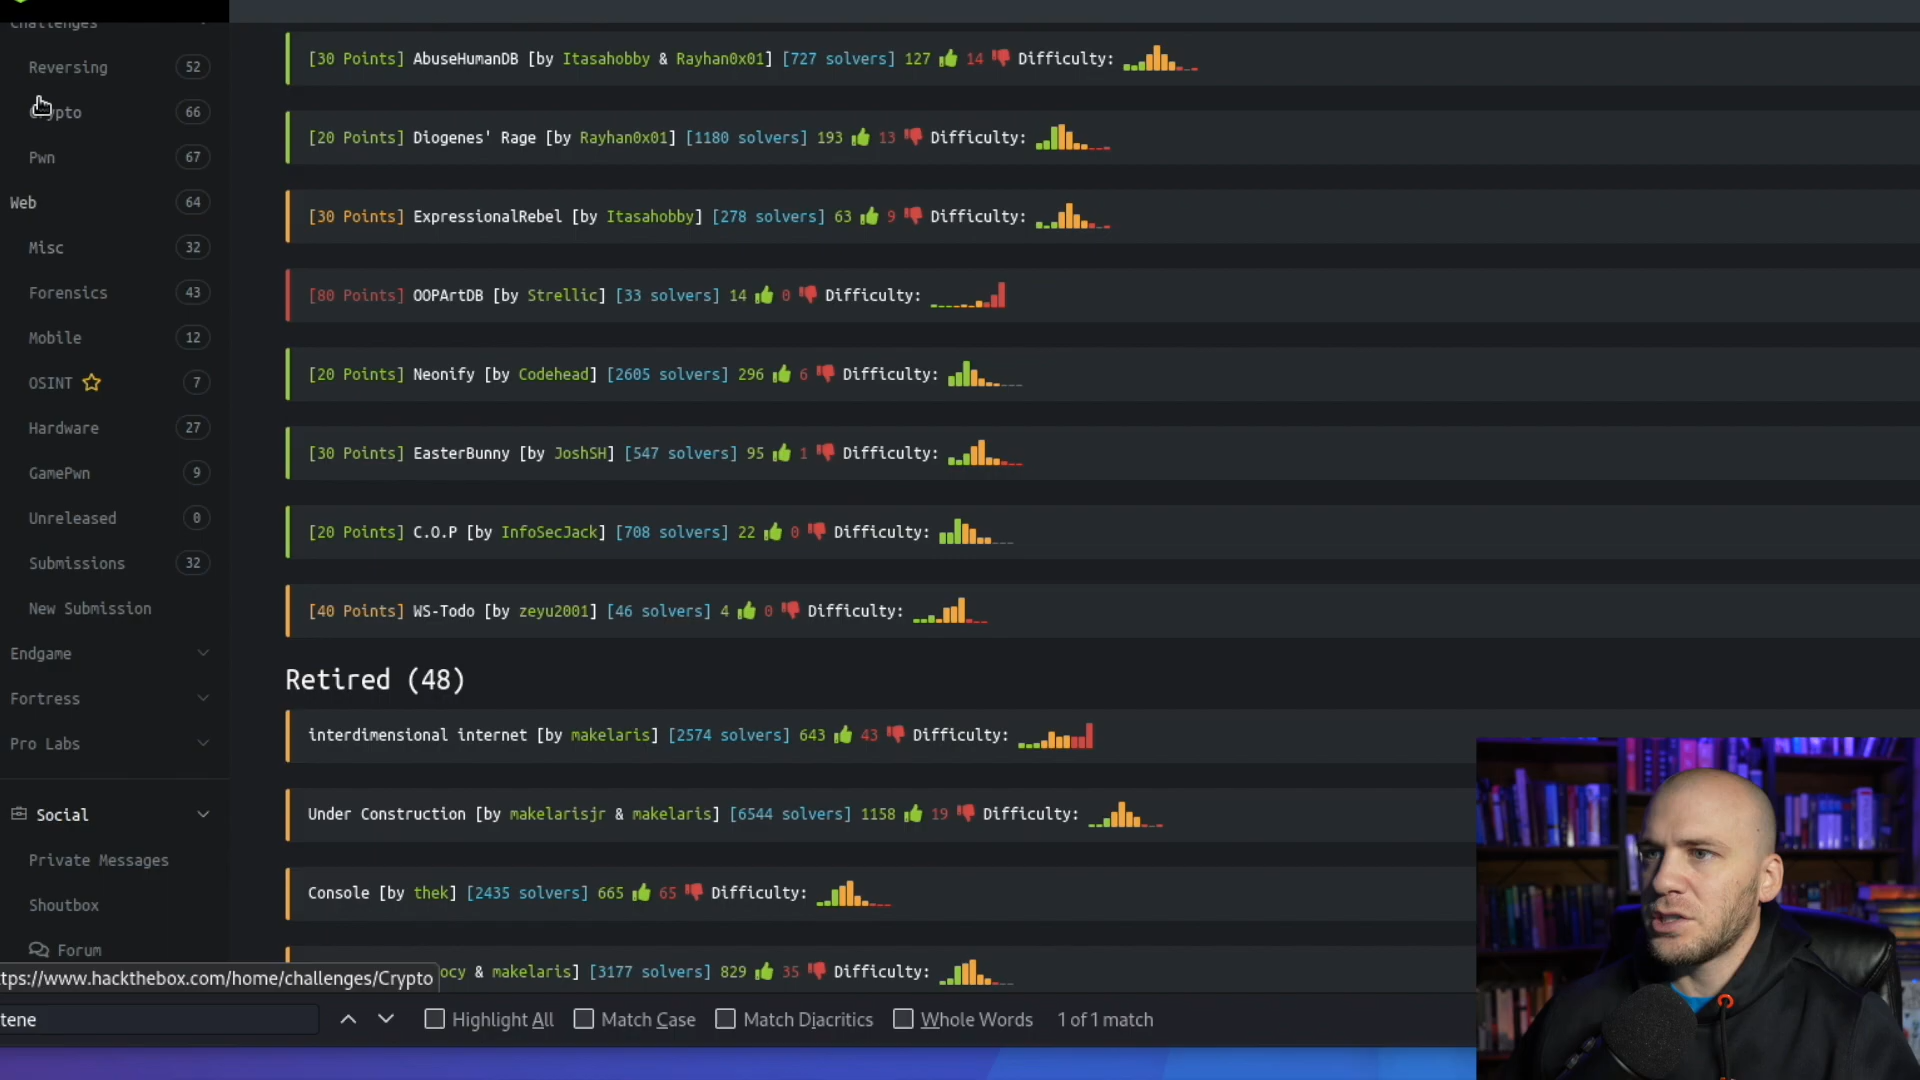 Challenges
Reversing 52
Crypto 66
Pwn 67
Web 64
Misc 32
Forensics 43
Mobile 12
OSINT 7
Hardware 27
GamePwn 9
Unreleased 0
Submissions 32
New Submission
Endgame
Fortress
Pro Labs
Social
Private Messages
Shoutbox
Forum
[30 Points] AbuseHumanDB [by Itasahobby & Rayhan0x01] [727 solvers] 127 14 Difficulty:
[20 Points] Diogenes' Rage [by Rayhan0x01] [1180 solvers] 193 13 Difficulty:
[30 Points] ExpressionalRebel [by Itasahobby] [278 solvers] 63 9 Difficulty:
[80 Points] OOPArtDB [by Strellic] [33 solvers] 14 0 Difficulty:
[20 Points] Neonify [by Codehead] [2605 solvers] 296 6 Difficulty:
[30 Points] EasterBunny [by JoshSH] [547 solvers] 95 1 Difficulty:
[20 Points] C.O.P [by InfoSecJack] [708 solvers] 22 0 Difficulty:
[40 Points] WS-Todo [by zeyu2001] [46 solvers] 4 0 Difficulty:
Retired (48)
interdimensional internet [by makelaris] [2574 solvers] 643 43 Difficulty:
Under Construction [by makelarisjr & makelaris] [6544 solvers] 1158 19 Difficulty:
Console [by thek] [2435 solvers] 665 65 Difficulty:
ocy & makelaris] [3177 solvers] 829 35 Difficulty:
tps://www.hackthebox.com/home/challenges/Crypto
tene Highlight All Match Case Match Diacritics Whole Words 1 of 1 match